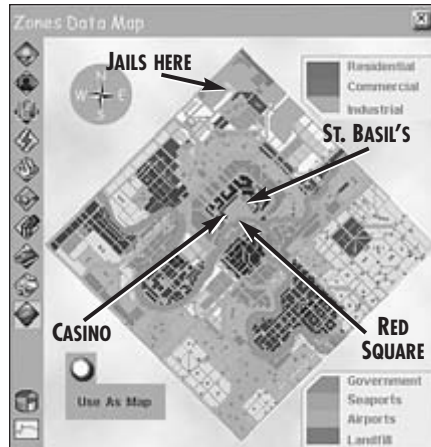 Zones Data Map
JAILS HERE
N
W E
S
Residential
Commercial
Industrial
ST. BASIL'S
CASINO
RED
SQUARE
Use As Map
Government
Seaports
Airports
Landfill